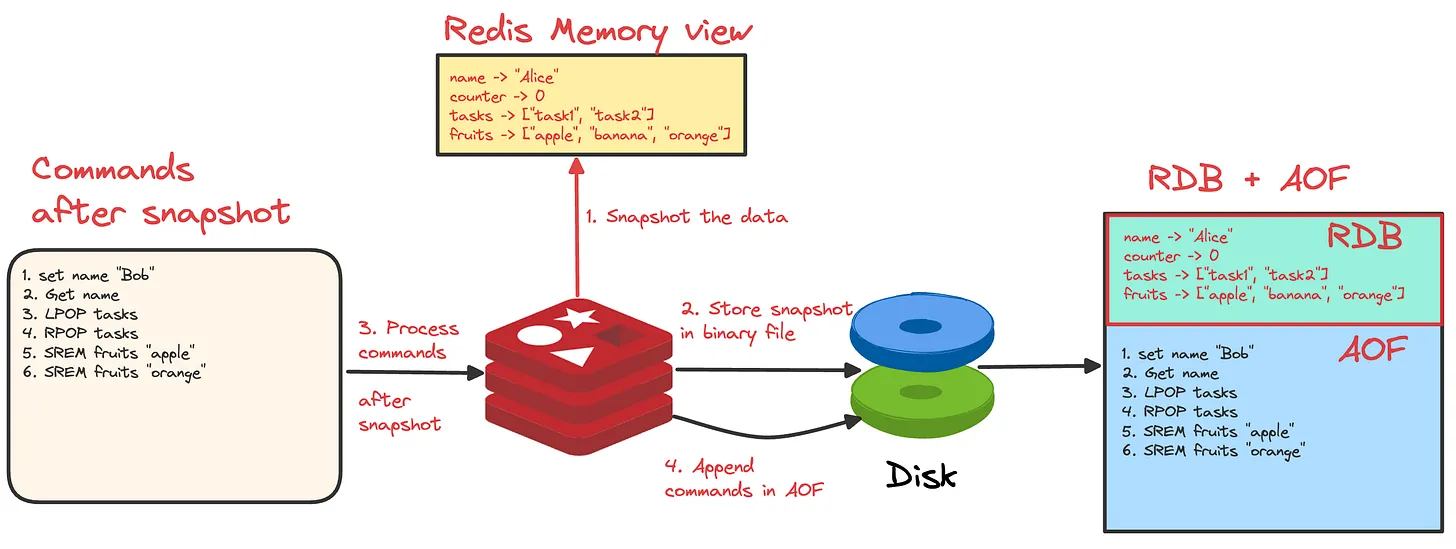 Redis Memory view
name -> "Alice"
counter -> 0
tasks -> ["task1", "task2"]
fruits -> ["apple", "banana", "orange"]
Commands
after snapshot
1. set name "Bob"
2. Get name
3. LPOP tasks
4. RPOP tasks
5. SREM fruits "apple"
6. SREM fruits "orange"
1. Snapshot the data
3. Process
commands
after
snapshot
2. Store snapshot
in binary file
4. Append
commands in AOF
Disk
RDB + AOF
RDB
name -> "Alice"
counter -> 0
tasks -> ["task1", "task2"]
fruits -> ["apple", "banana", "orange"]
AOF
1. set name "Bob"
2. Get name
3. LPOP tasks
4. RPOP tasks
5. SREM fruits "apple"
6. SREM fruits "orange"